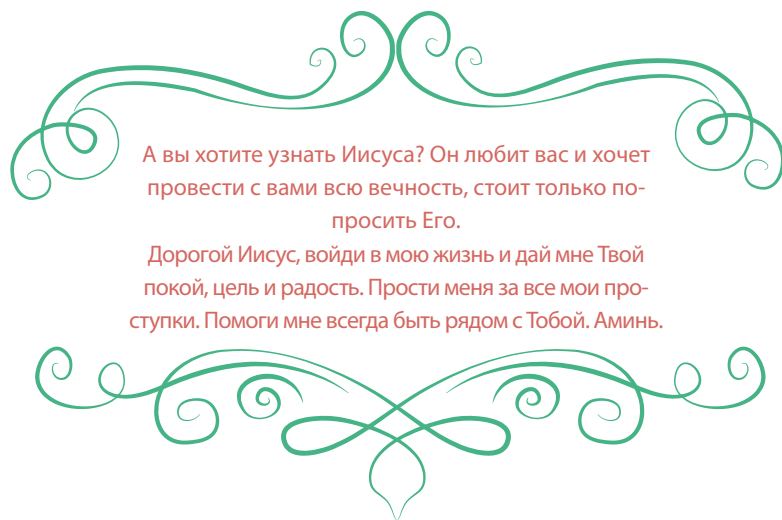 А вы хотите узнать Иисуса? Он любит вас и хочет
провести с вами всю вечность, стоит только по-
просить Его.
Дорогой Иисус, войди в мою жизнь и дай мне Твой
покой, цель и радость. Прости меня за все мои про-
ступки. Помоги мне всегда быть рядом с Тобой. Аминь.